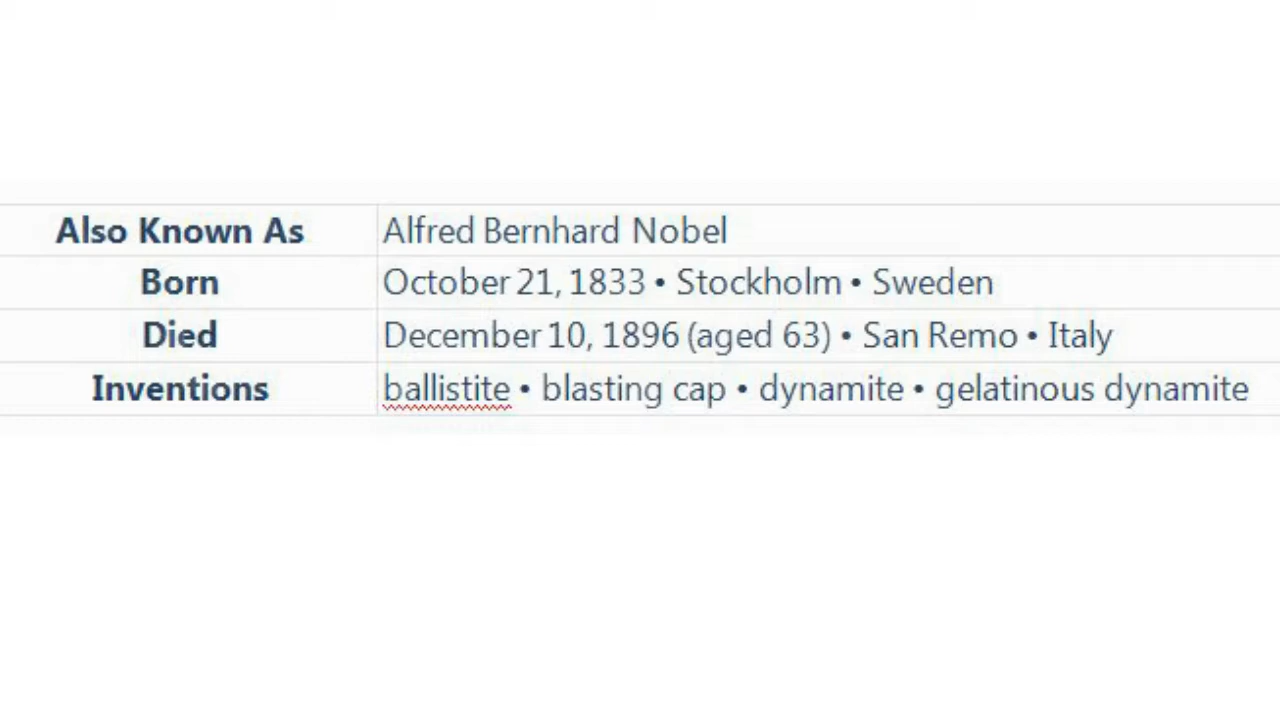 Also Known As Alfred Bernhard Nobel
Born October 21, 1833 • Stockholm • Sweden
Died December 10, 1896 (aged 63) • San Remo • Italy
Inventions ballistite • blasting cap • dynamite • gelatinous dynamite